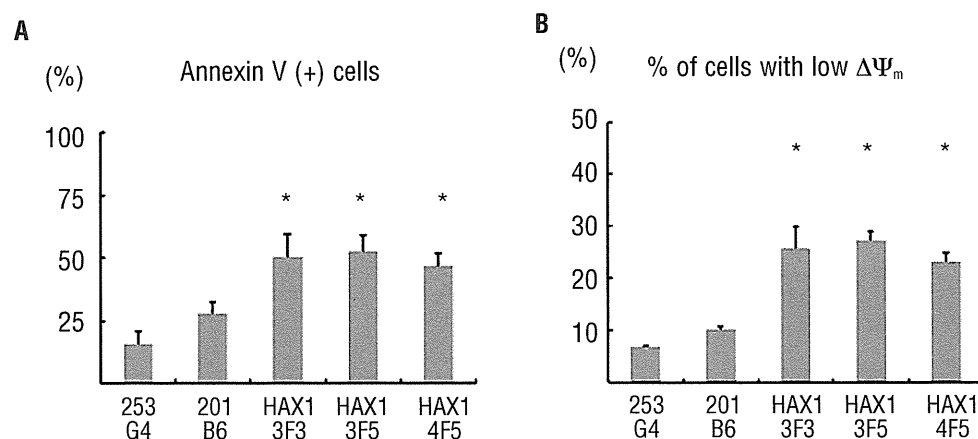 A
(%)
Annexin V (+) cells
100
75
50
25
*
*
*
253 G4
201 B6
HAX1 3F3
HAX1 3F5
HAX1 4F5
B
(%)
% of cells with low ΔΨm
50
40
30
20
10
*
*
*
253 G4
201 B6
HAX1 3F3
HAX1 3F5
HAX1 4F5